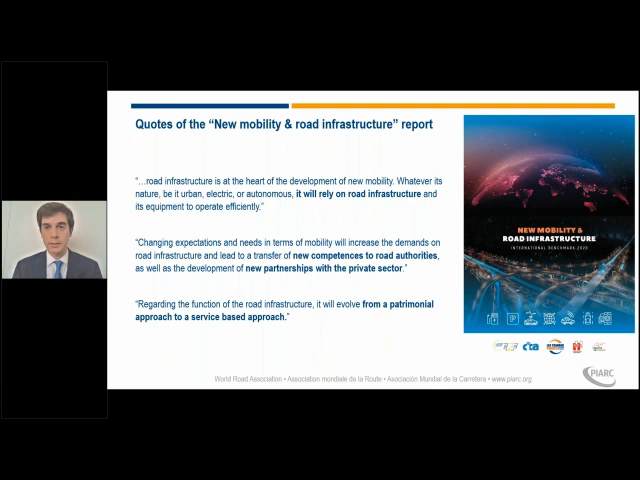 Quotes of the “New mobility & road infrastructure” report
“…road infrastructure is at the heart of the development of new mobility. Whatever its
nature, be it urban, electric, or autonomous, it will rely on road infrastructure and
its equipment to operate efficiently.”
“Changing expectations and needs in terms of mobility will increase the demands on
road infrastructure and lead to a transfer of new competences to road authorities,
as well as the development of new partnerships with the private sector.”
“Regarding the function of the road infrastructure, it will evolve from a patrimonial
approach to a service based approach.”
NEW MOBILITY &
ROAD INFRASTRUCTURE
INTERNATIONAL BENCHMARK 2020
cta
World Road Association • Association mondiale de la Route • Asociación Mundial de la Carretera • www.piarc.org
PIARC